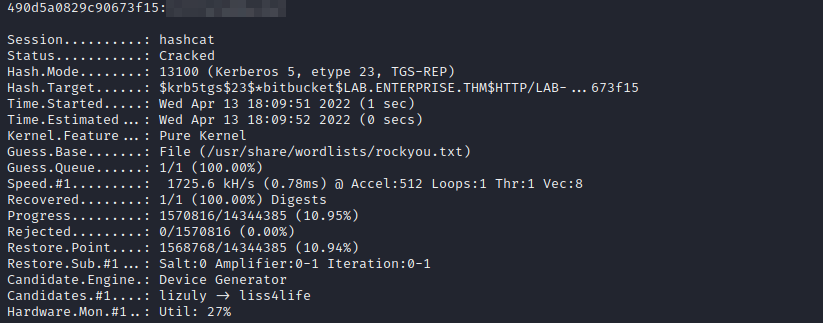 490d5a0829c90673f15:
Session..........: hashcat
Status...........: Cracked
Hash.Mode........: 13100 (Kerberos 5, etype 23, TGS-REP)
Hash.Target......: $krb5tgs$23$*bitbucket$LAB.ENTERPRISE.THM$HTTP/LAB-...673f15
Time.Started.....: Wed Apr 13 18:09:51 2022 (1 sec)
Time.Estimated...: Wed Apr 13 18:09:52 2022 (0 secs)
Kernel.Feature...: Pure Kernel
Guess.Base.......: File (/usr/share/wordlists/rockyou.txt)
Guess.Queue......: 1/1 (100.00%)
Speed.#1.........:  1725.6 kH/s (0.78ms) @ Accel:512 Loops:1 Thr:1 Vec:8
Recovered........: 1/1 (100.00%) Digests
Progress.........: 1570816/14344385 (10.95%)
Rejected.........: 0/1570816 (0.00%)
Restore.Point....: 1568768/14344385 (10.94%)
Restore.Sub.#1...: Salt:0 Amplifier:0-1 Iteration:0-1
Candidate.Engine.: Device Generator
Candidates.#1....: lizuly -> liss4life
Hardware.Mon.#1..: Util: 27%